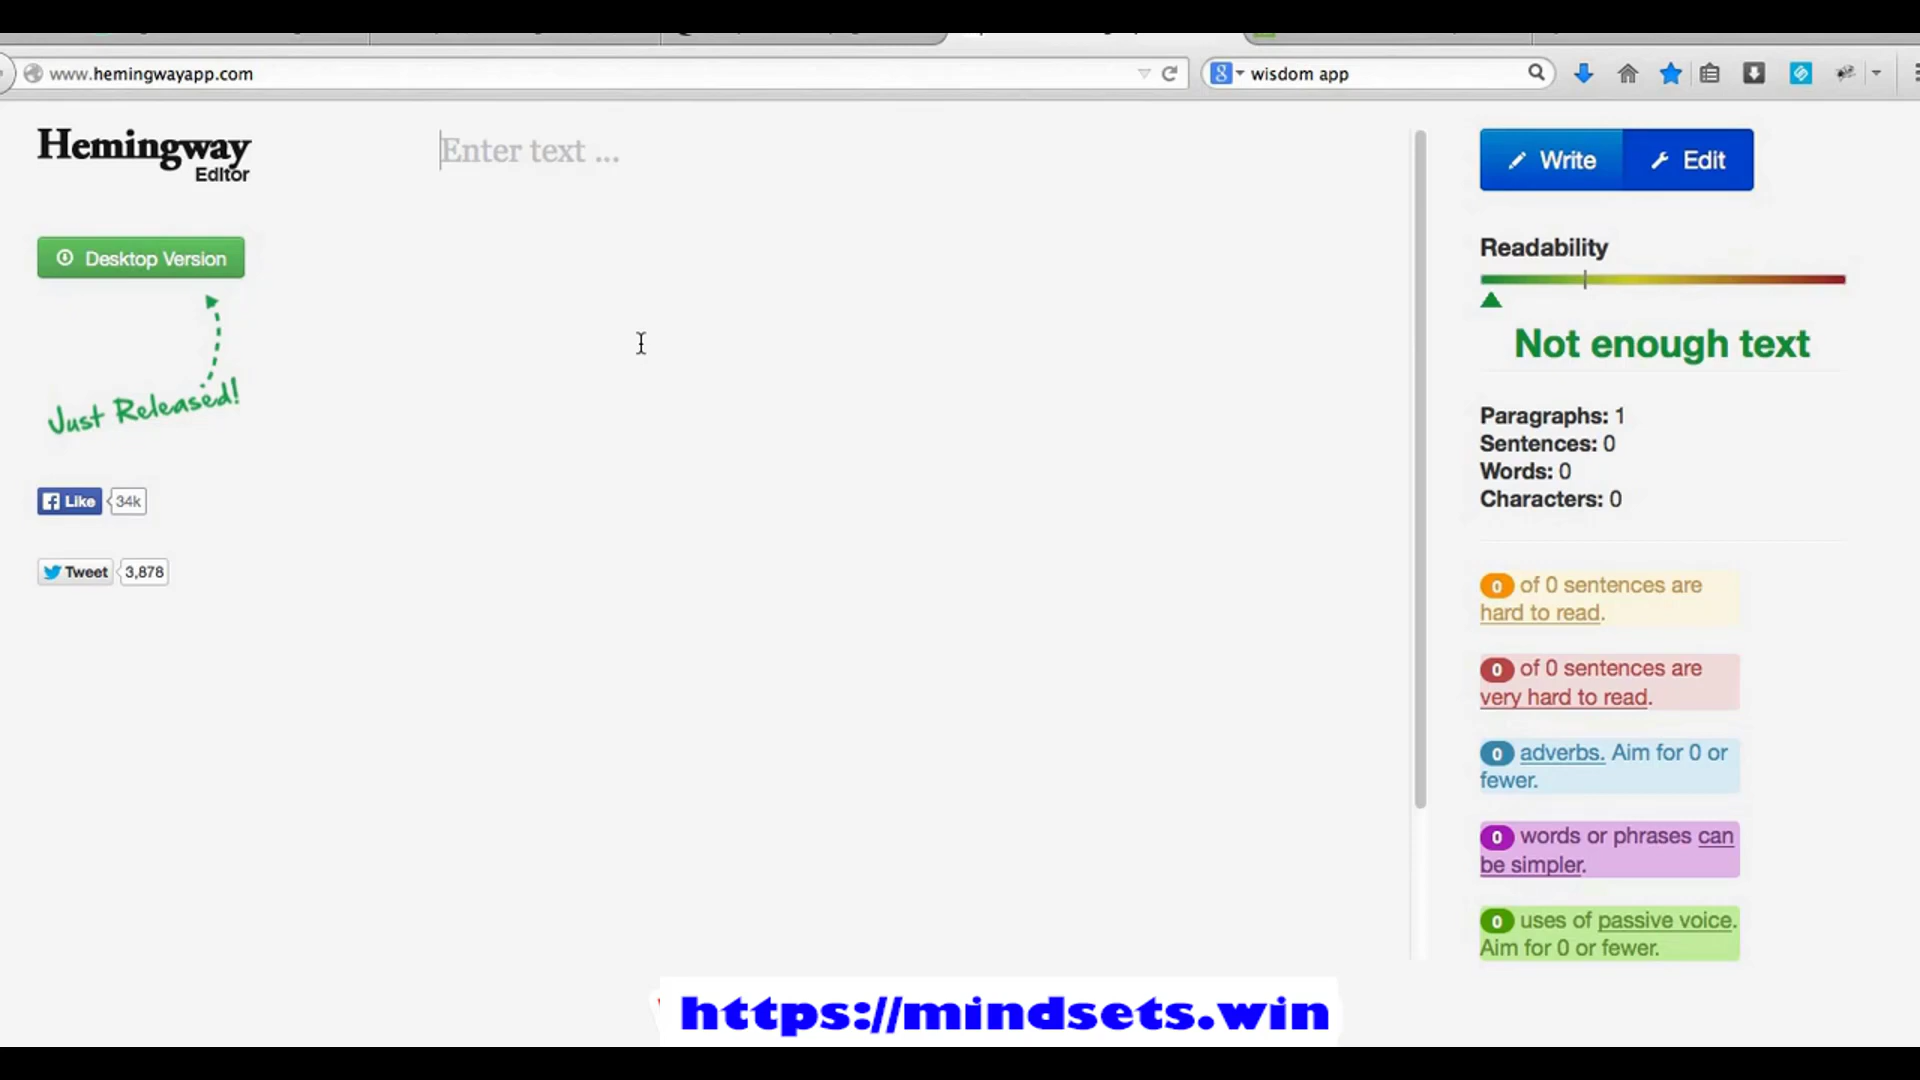 www.hemingwayapp.com
wisdom app
Hemingway
Editor
Enter text ...
Desktop Version
Just Released!
Like
34k
Tweet
3,878
Write
Edit
Readability
Not enough text
Paragraphs: 1
Sentences: 0
Words: 0
Characters: 0
0 of 0 sentences are
hard to read.
0 of 0 sentences are
very hard to read.
0 adverbs. Aim for 0 or
fewer.
0 words or phrases can
be simpler.
0 uses of passive voice.
Aim for 0 or fewer.
https://mindsets.win